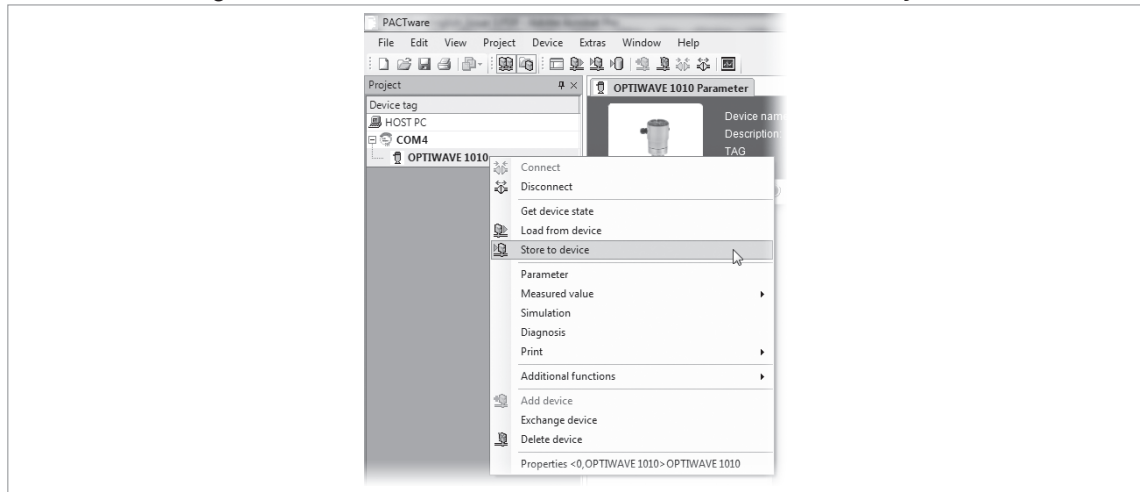 PACTware
File Edit View Project Device Extras Window Help
Project
OPTIWAVE 1010 Parameter
Device tag
HOST PC
COM4
OPTIWAVE 1010
Device nam
Description:
TAG
Connect
Disconnect
Get device state
Load from device
Store to device
Parameter
Measured value
Simulation
Diagnosis
Print
Additional functions
Add device
Exchange device
Delete device
Properties <0,OPTIWAVE 1010> OPTIWAVE 1010